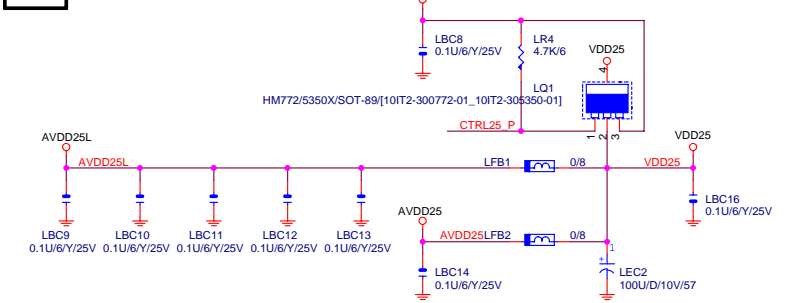 LBC8
0.1U/6/Y/25V
LR4
4.7K/6
VDD25
4
LQ1
HM772/5350X/SOT-89/[10IT2-300772-01_10IT2-305350-01]
CTRL25_P
1
2
3
AVDD25L
AVDD25L
LFB1
0/8
VDD25
VDD25
LBC9
0.1U/6/Y/25V
LBC10
0.1U/6/Y/25V
LBC11
0.1U/6/Y/25V
LBC12
0.1U/6/Y/25V
LBC13
0.1U/6/Y/25V
LBC16
0.1U/6/Y/25V
AVDD25
AVDD25
LFB2
0/8
LBC14
0.1U/6/Y/25V
1
+
LEC2
100U/D/10V/57